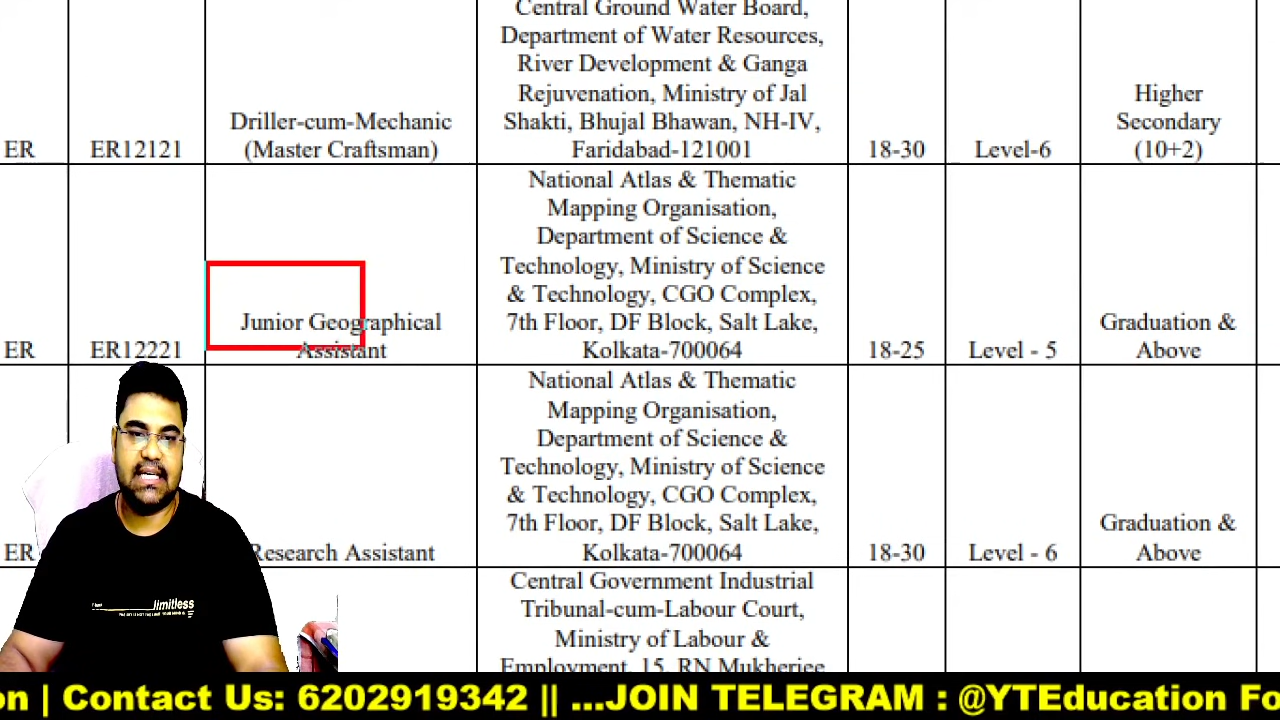 Central Ground Water Board,
Department of Water Resources,
River Development & Ganga
Rejuvenation, Ministry of Jal
Shakti, Bhujal Bhawan, NH-IV,
Faridabad-121001
ER
ER12121
Driller-cum-Mechanic
(Master Craftsman)
18-30
Level-6
Higher
Secondary
(10+2)
National Atlas & Thematic
Mapping Organisation,
Department of Science &
Technology, Ministry of Science
& Technology, CGO Complex,
7th Floor, DF Block, Salt Lake,
Kolkata-700064
ER
ER12221
Junior Geographical
Assistant
18-25
Level - 5
Graduation &
Above
National Atlas & Thematic
Mapping Organisation,
Department of Science &
Technology, Ministry of Science
& Technology, CGO Complex,
7th Floor, DF Block, Salt Lake,
Kolkata-700064
ER
Research Assistant
18-30
Level - 6
Graduation &
Above
Central Government Industrial
Tribunal-cum-Labour Court,
Ministry of Labour &
Employment, 15, RN Mukherjee
limitless
on | Contact Us: 6202919342 || ...JOIN TELEGRAM : @YTEducation Fo